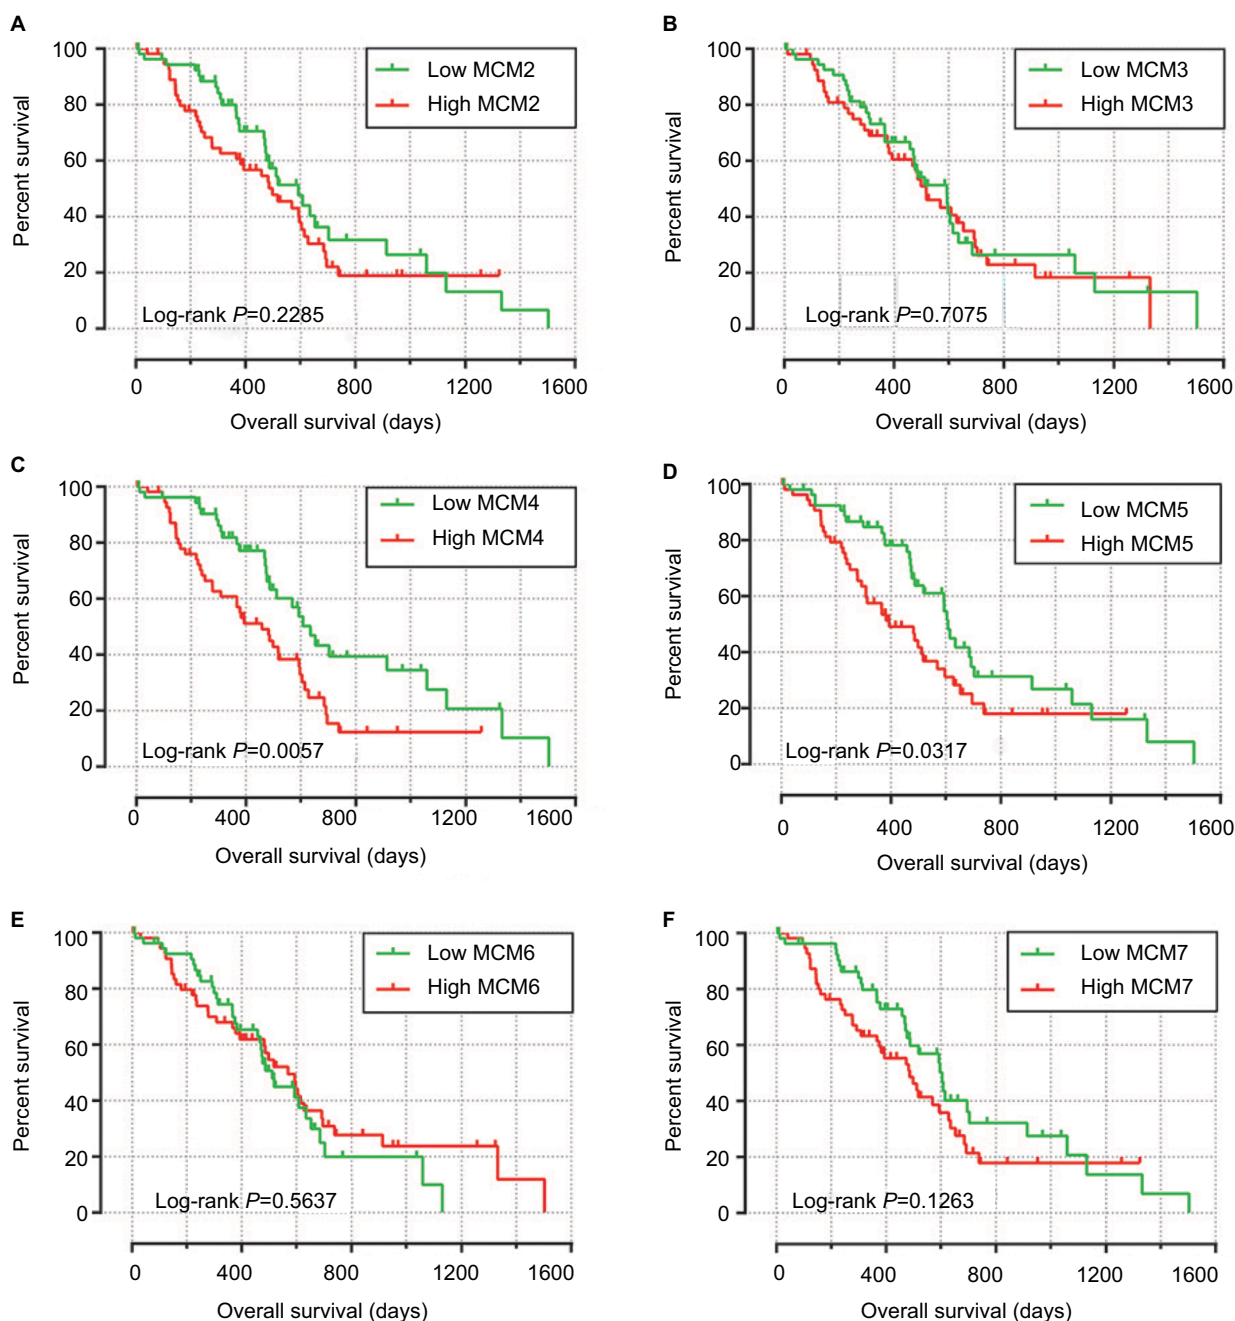 A
100
80
60
40
20
0
Percent survival
Low MCM2
High MCM2
Log-rank P=0.2285
0 400 800 1200 1600
Overall survival (days)
B
100
80
60
40
20
0
Percent survival
Low MCM3
High MCM3
Log-rank P=0.7075
0 400 800 1200 1600
Overall survival (days)
C
100
80
60
40
20
0
Percent survival
Low MCM4
High MCM4
Log-rank P=0.0057
0 400 800 1200 1600
Overall survival (days)
D
100
80
60
40
20
0
Percent survival
Low MCM5
High MCM5
Log-rank P=0.0317
0 400 800 1200 1600
Overall survival (days)
E
100
80
60
40
20
0
Percent survival
Low MCM6
High MCM6
Log-rank P=0.5637
0 400 800 1200 1600
Overall survival (days)
F
100
80
60
40
20
0
Percent survival
Low MCM7
High MCM7
Log-rank P=0.1263
0 400 800 1200 1600
Overall survival (days)